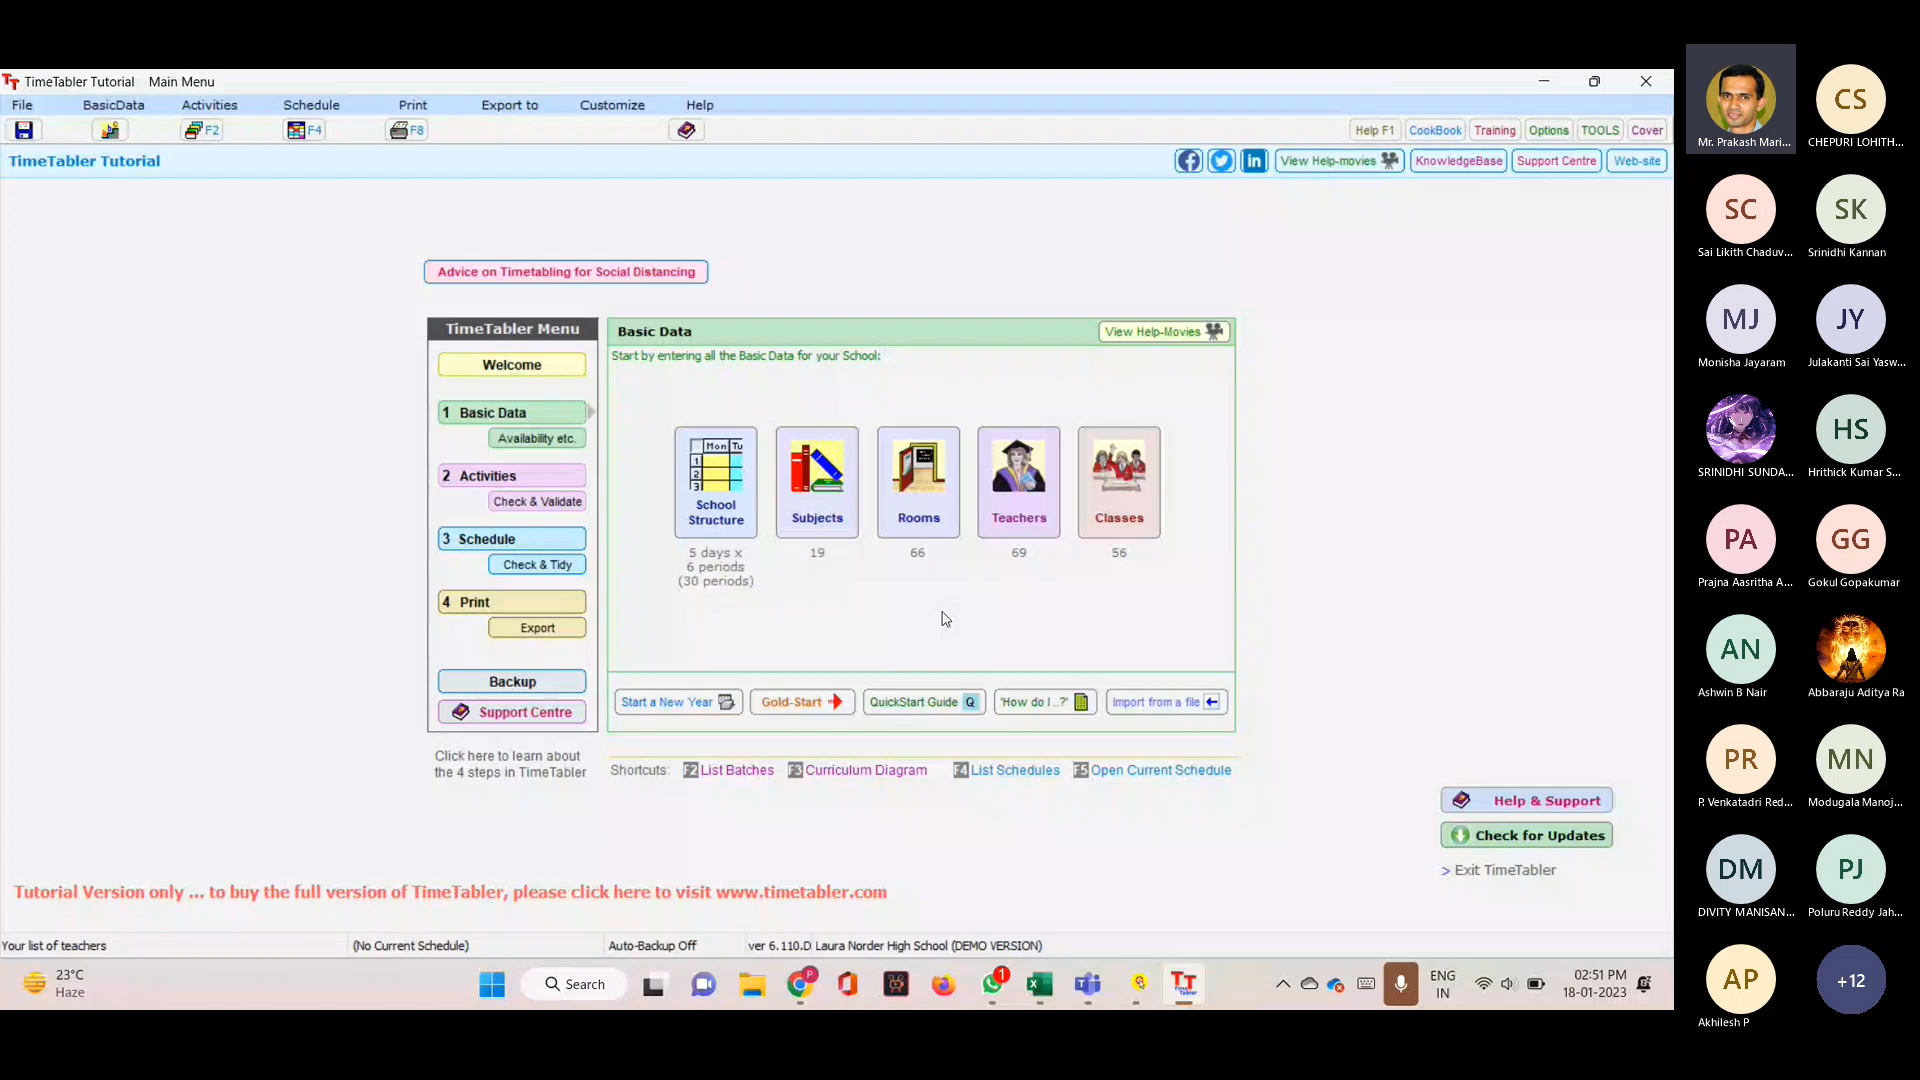 TimeTabler Tutorial Main Menu
File BasicData Activities Schedule Print Export to Customize Help
F2 F4 F8 Help F1 CookBook Training Options TOOLS Cover
TimeTabler Tutorial View Help-movies KnowledgeBase Support Centre Web-site
Advice on Timetabling for Social Distancing
TimeTabler Menu
Welcome
1 Basic Data
Availability etc.
2 Activities
Check & Validate
3 Schedule
Check & Tidy
4 Print
Export
Backup
Support Centre
Click here to learn about
the 4 steps in TimeTabler
Basic Data View Help-Movies
Start by entering all the Basic Data for your School:
Mon Tu
1
2
3
School
Structure
Subjects Rooms Teachers Classes
5 days x
6 periods
(30 periods)
19 66 69 56
Start a New Year Gold-Start QuickStart Guide Q 'How do I ..?' Import from a file
Shortcuts: F2 List Batches F3 Curriculum Diagram F4 List Schedules F5 Open Current Schedule
Help & Support
Check for Updates
> Exit TimeTabler
Tutorial Version only ... to buy the full version of TimeTabler, please click here to visit www.timetabler.com
Your list of teachers (No Current Schedule) Auto-Backup Off ver 6.110.D Laura Norder High School (DEMO VERSION)
23°C
Haze
Search
P
1
TT
ENG
IN
02:51 PM
18-01-2023
Mr. Prakash Mari...
CS
CHEPURI LOHITH...
SC
Sai Likith Chaduv...
SK
Srinidhi Kannan
MJ
Monisha Jayaram
JY
Julakanti Sai Yasw...
SRINIDHI SUNDA...
HS
Hrithick Kumar S...
PA
Prajna Aasritha A...
GG
Gokul Gopakumar
AN
Ashwin B Nair
Abbaraju Aditya Ra
PR
P. Venkatadri Red...
MN
Modugala Manoj...
DM
DIVITY MANISAN...
PJ
Poluru Reddy Jah...
AP
Akhilesh P
+12